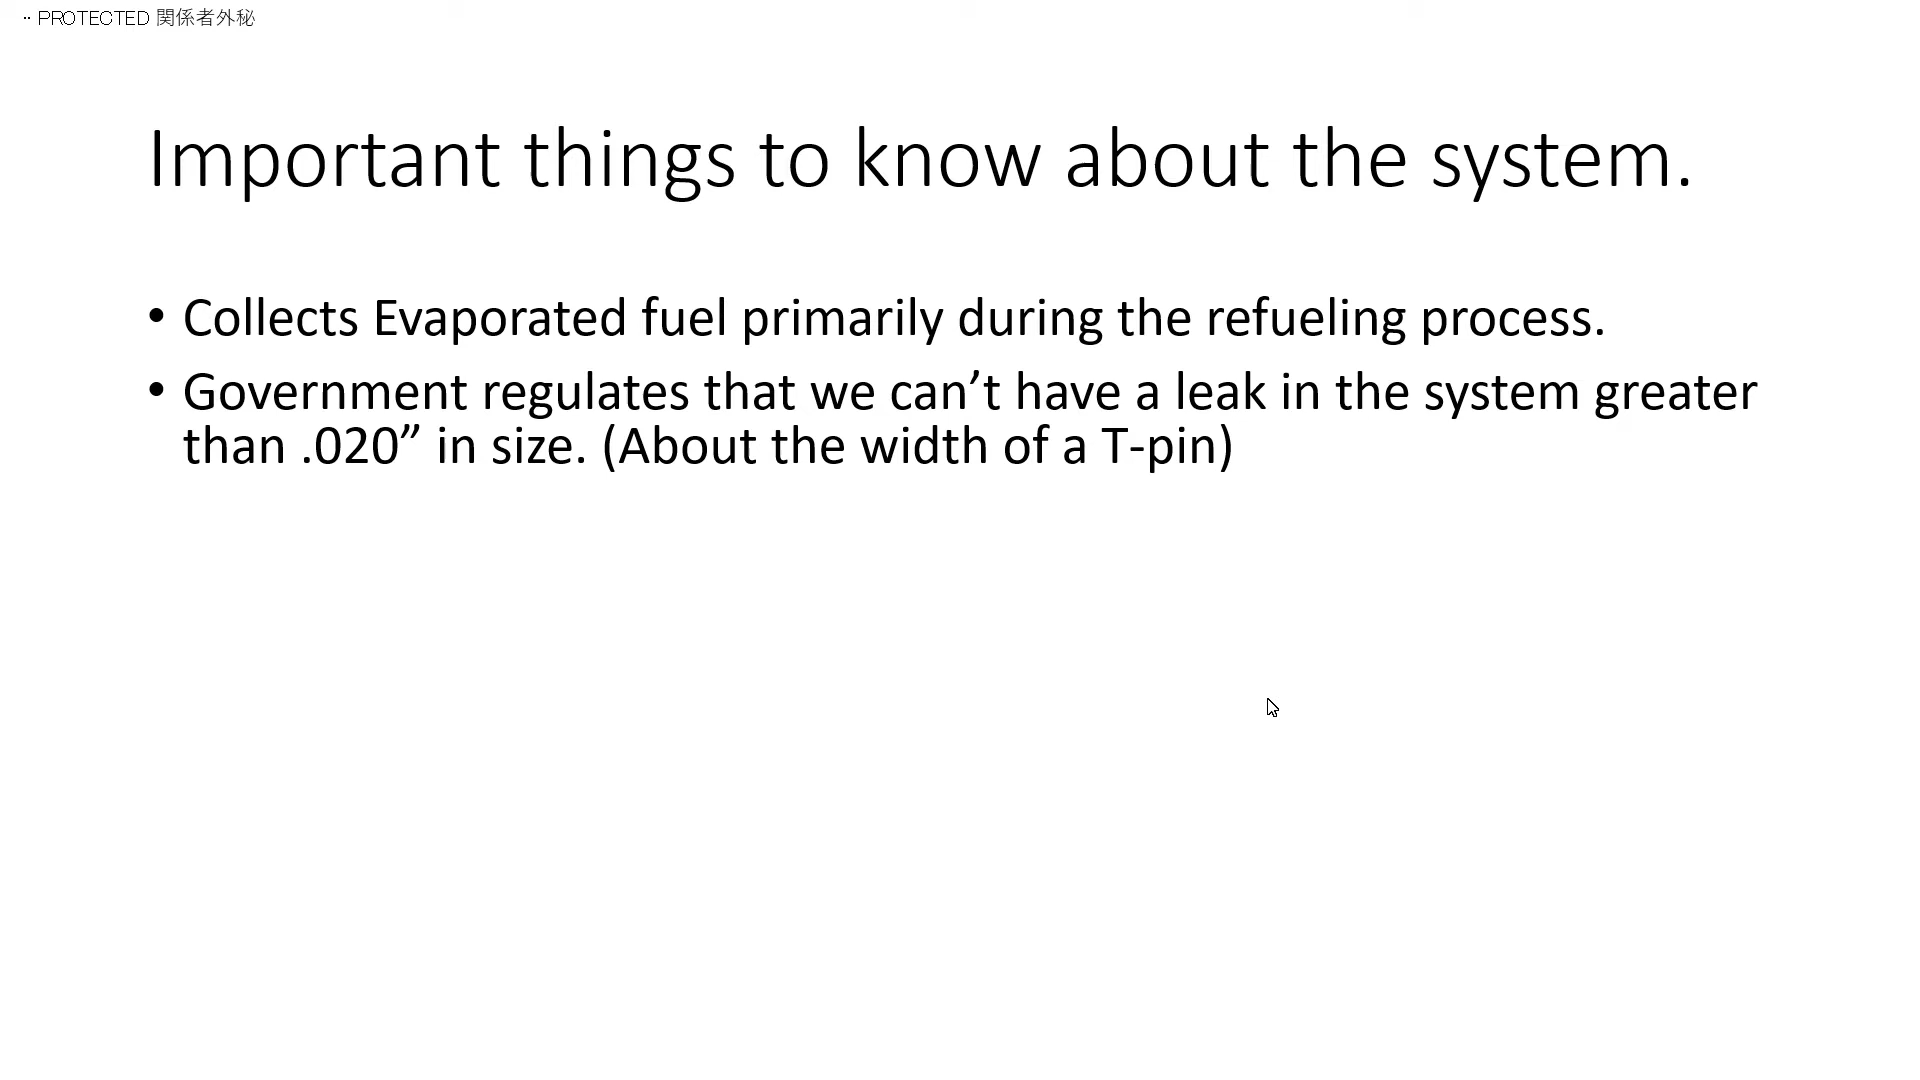 ·· PROTECTED 関係者外秘
Important things to know about the system.
• Collects Evaporated fuel primarily during the refueling process.
• Government regulates that we can’t have a leak in the system greater
than .020” in size. (About the width of a T-pin)